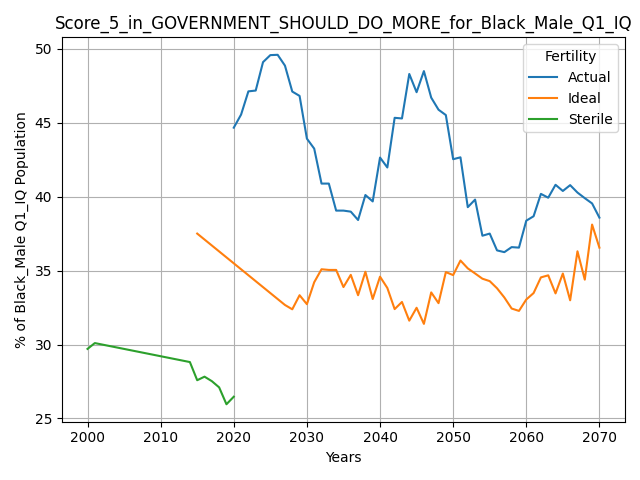 Score_5_in_GOVERNMENT_SHOULD_DO_MORE_for_Black_Male_Q1_IQ
% of Black_Male Q1_IQ Population
50
45
40
35
30
25
Fertility
Actual
Ideal
Sterile
2000 2010 2020 2030 2040 2050 2060 2070
Years